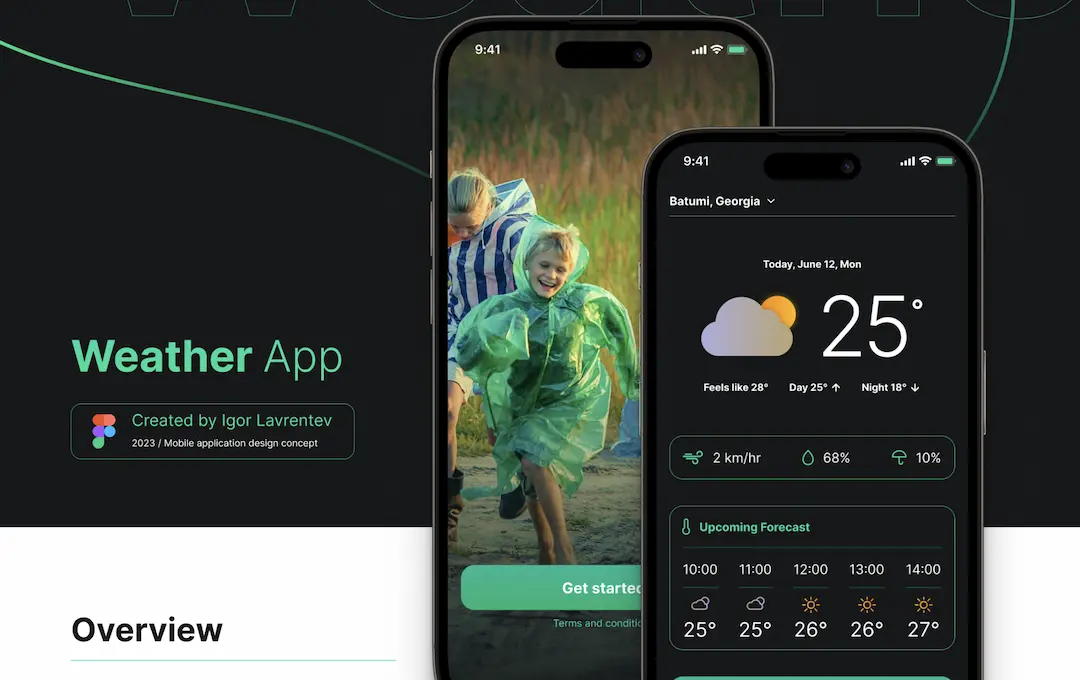 Weather App
Created by Igor Lavrentev
2023 / Mobile application design concept
Overview
9:41
Get started
Terms and
9:41
Batumi, Georgia
Today, June 12, Mon
25°
Feels like 28° Day 25° ↑ Night 18° ↓
2 km/hr 68% 10%
Upcoming Forecast
10:00 11:00 12:00 13:00 14:00
25° 25° 26° 26° 27°